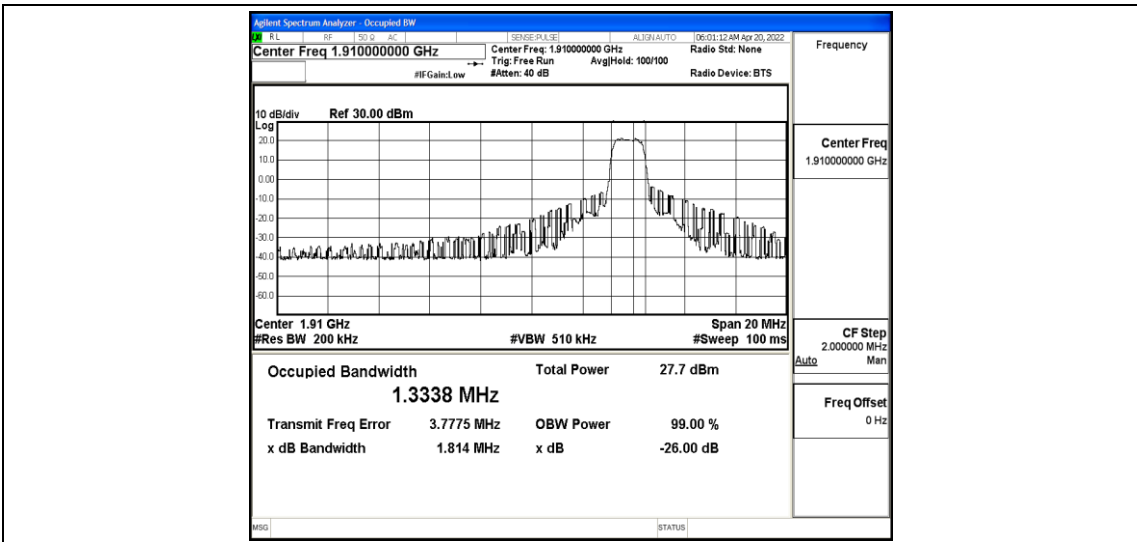 Agilent Spectrum Analyzer - Occupied BW
LXI RL RF 50 Ω AC SENSE:PULSE ALIGN AUTO 06:01:12 AM Apr 20, 2022
Center Freq 1.910000000 GHz
Center Freq: 1.910000000 GHz
Radio Std: None
Trig: Free Run Avg|Hold: 100/100
#IFGain:Low #Atten: 40 dB
Radio Device: BTS
Frequency
10 dB/div Ref 30.00 dBm
Log
20.0
10.0
0.00
-10.0
-20.0
-30.0
-40.0
-50.0
-60.0
Center Freq
1.910000000 GHz
Center 1.91 GHz Span 20 MHz
#Res BW 200 kHz #VBW 510 kHz #Sweep 100 ms
CF Step
2.000000 MHz
Auto Man
Occupied Bandwidth Total Power 27.7 dBm
1.3338 MHz
Transmit Freq Error 3.7775 MHz OBW Power 99.00 %
x dB Bandwidth 1.814 MHz x dB -26.00 dB
Freq Offset
0 Hz
MSG STATUS